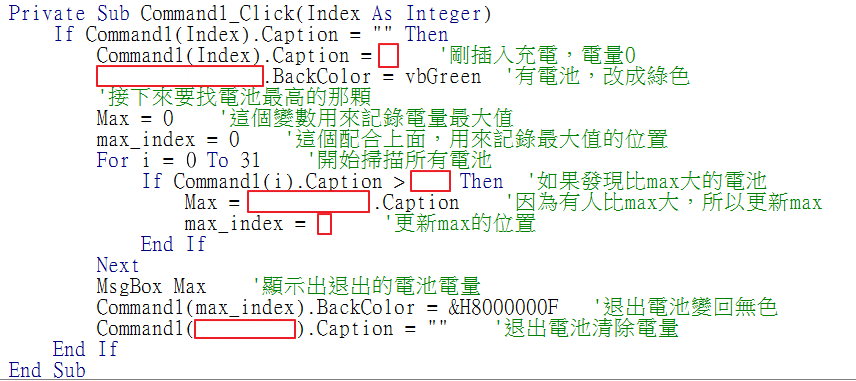 Private Sub Command1_Click(Index As Integer)
If Command1(Index).Caption = "" Then
Command1(Index).Caption = '剛插入充電，電量0
.BackColor = vbGreen '有電池，改成綠色
'接下來要找電池最高的那顆
Max = 0 '這個變數用來記錄電量最大值
max_index = 0 '這個配合上面，用來記錄最大值的位置
For i = 0 To 31 '開始掃描所有電池
If Command1(i).Caption > Then '如果發現比max大的電池
Max = .Caption '因為有人比max大，所以更新max
max_index = '更新max的位置
End If
Next
MsgBox Max '顯示出退出的電池電量
Command1(max_index).BackColor = &H8000000F '退出電池變回無色
Command1( ).Caption = "" '退出電池清除電量
End If
End Sub